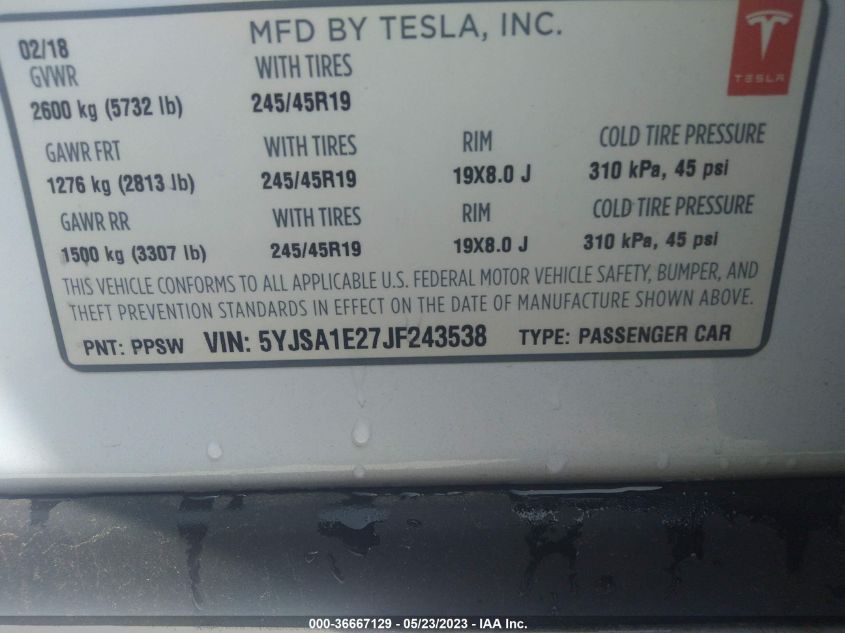 02/18 MFD BY TESLA, INC.
TESLA
GVWR WITH TIRES
2600 kg (5732 lb) 245/45R19
GAWR FRT WITH TIRES RIM COLD TIRE PRESSURE
1276 kg (2813 lb) 245/45R19 19X8.0 J 310 kPa, 45 psi
GAWR RR WITH TIRES RIM COLD TIRE PRESSURE
1500 kg (3307 lb) 245/45R19 19X8.0 J 310 kPa, 45 psi
THIS VEHICLE CONFORMS TO ALL APPLICABLE U.S. FEDERAL MOTOR VEHICLE SAFETY, BUMPER, AND
THEFT PREVENTION STANDARDS IN EFFECT ON THE DATE OF MANUFACTURE SHOWN ABOVE.
PNT: PPSW VIN: 5YJSA1E27JF243538 TYPE: PASSENGER CAR
000-36667129 - 05/23/2023 - IAA Inc.